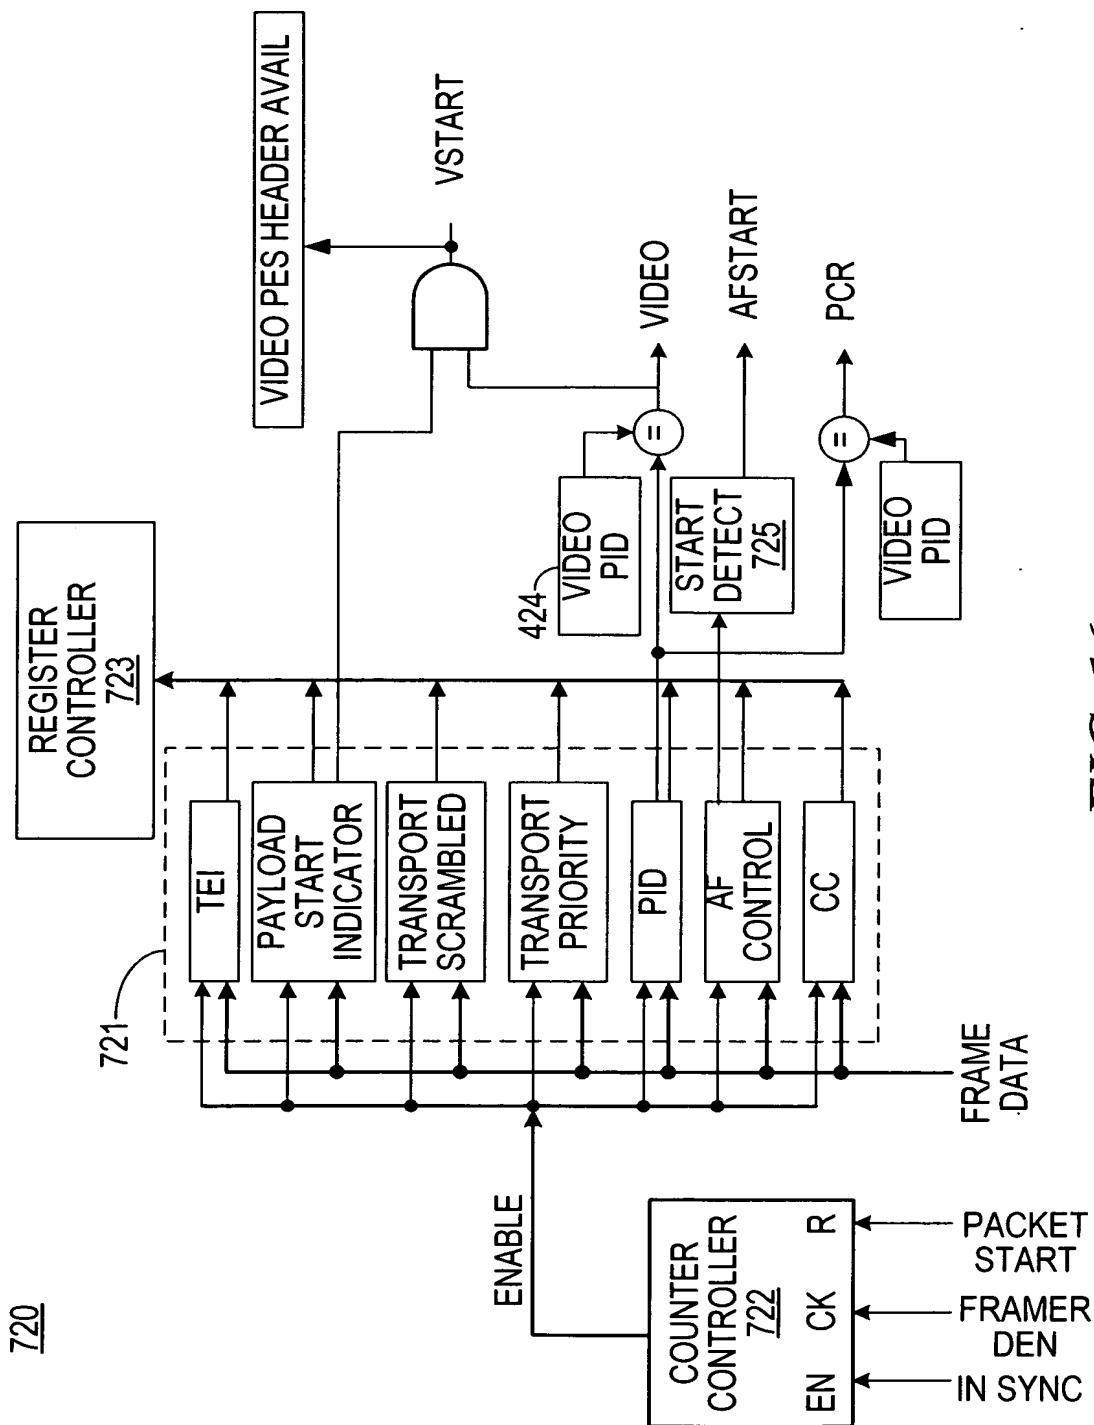 720
VIDEO PES HEADER AVAIL
VSTART
REGISTER
CONTROLLER
723
VIDEO
AFSTART
PCR
424
VIDEO
PID
START
DETECT
725
VIDEO
PID
721
TEI
PAYLOAD
START
INDICATOR
TRANSPORT
SCRAMBLED
TRANSPORT
PRIORITY
PID
AF
CONTROL
CC
=
=
ENABLE
FRAME
DATA
COUNTER
CONTROLLER
722
EN CK R
PACKET
START
FRAMER
DEN
IN SYNC